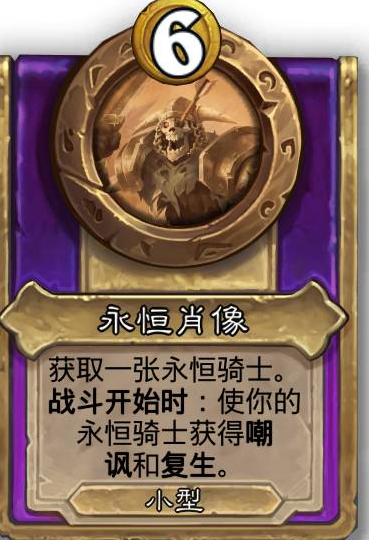 6
永恒肖像
获取一张永恒骑士。
战斗开始时：使你的
永恒骑士获得嘲
讽和复生。
小型